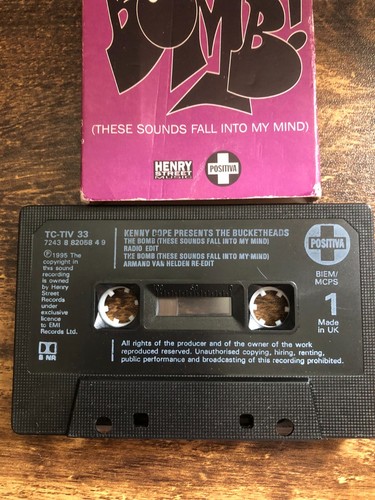 BOMB!
(THESE SOUNDS FALL INTO MY MIND)
HENRY
STREET
POSITIVA
TC-TIV 33
7243 8 82058 4 9
Ⓟ 1995 The
copyright in
this sound
recording
is owned
by Henry
Street
Records
under
exclusive
licence
to EMI
Records Ltd.
B NR
KENNY DOPE PRESENTS THE BUCKETHEADS
THE BOMB (THESE SOUNDS FALL INTO MY MIND)
RADIO EDIT
THE BOMB (THESE SOUNDS FALL INTO MY MIND)
ARMAND VAN HELDEN RE-EDIT
POSITIVA
BIEM/
MCPS
1
Made
in UK
All rights of the producer and of the owner of the work
reproduced reserved. Unauthorised copying, hiring, renting,
public performance and broadcasting of this recording prohibited.